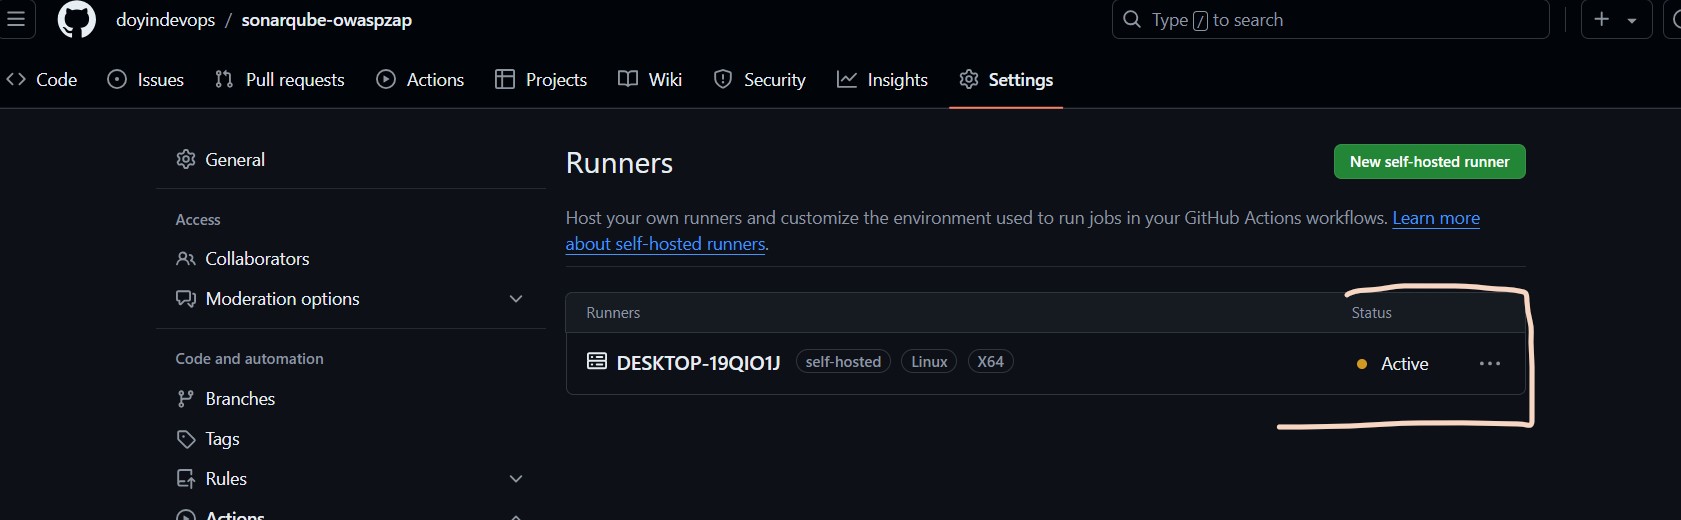 doyindevops / sonarqube-owaspzap
Type / to search
Code Issues Pull requests Actions Projects Wiki Security Insights Settings
General
Access
Collaborators
Moderation options
Code and automation
Branches
Tags
Rules
Actions
Runners
New self-hosted runner
Host your own runners and customize the environment used to run jobs in your GitHub Actions workflows. Learn more
about self-hosted runners.
Runners Status
DESKTOP-19QIO1J self-hosted Linux X64 Active